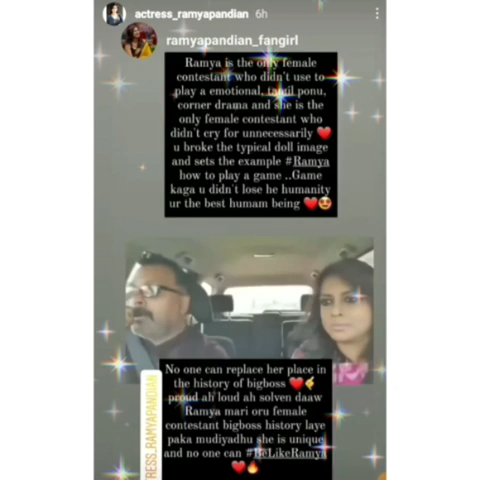 actress_ramyapandian 6h
ramyapandian_fangirl
Ramya is the only female
contestant who didn't use to
play a emotional, tamil ponu,
corner drama and she is the
only female contestant who
didn't cry for unnecessarily ❤️
u broke the typical doll image
and sets the example #Ramya
how to play a game ..Game
kaga u didn't lose he humanity
ur the best humam being ❤️😍
No one can replace her place in
the history of bigboss ❤️🤞
proud ah loud ah solven daaw
Ramya mari oru female
contestant bigboss history laye
paka mudiyadhu she is unique
and no one can #BeLikeRamya
❤️🔥
TRESS_RAMYAPANDIAN